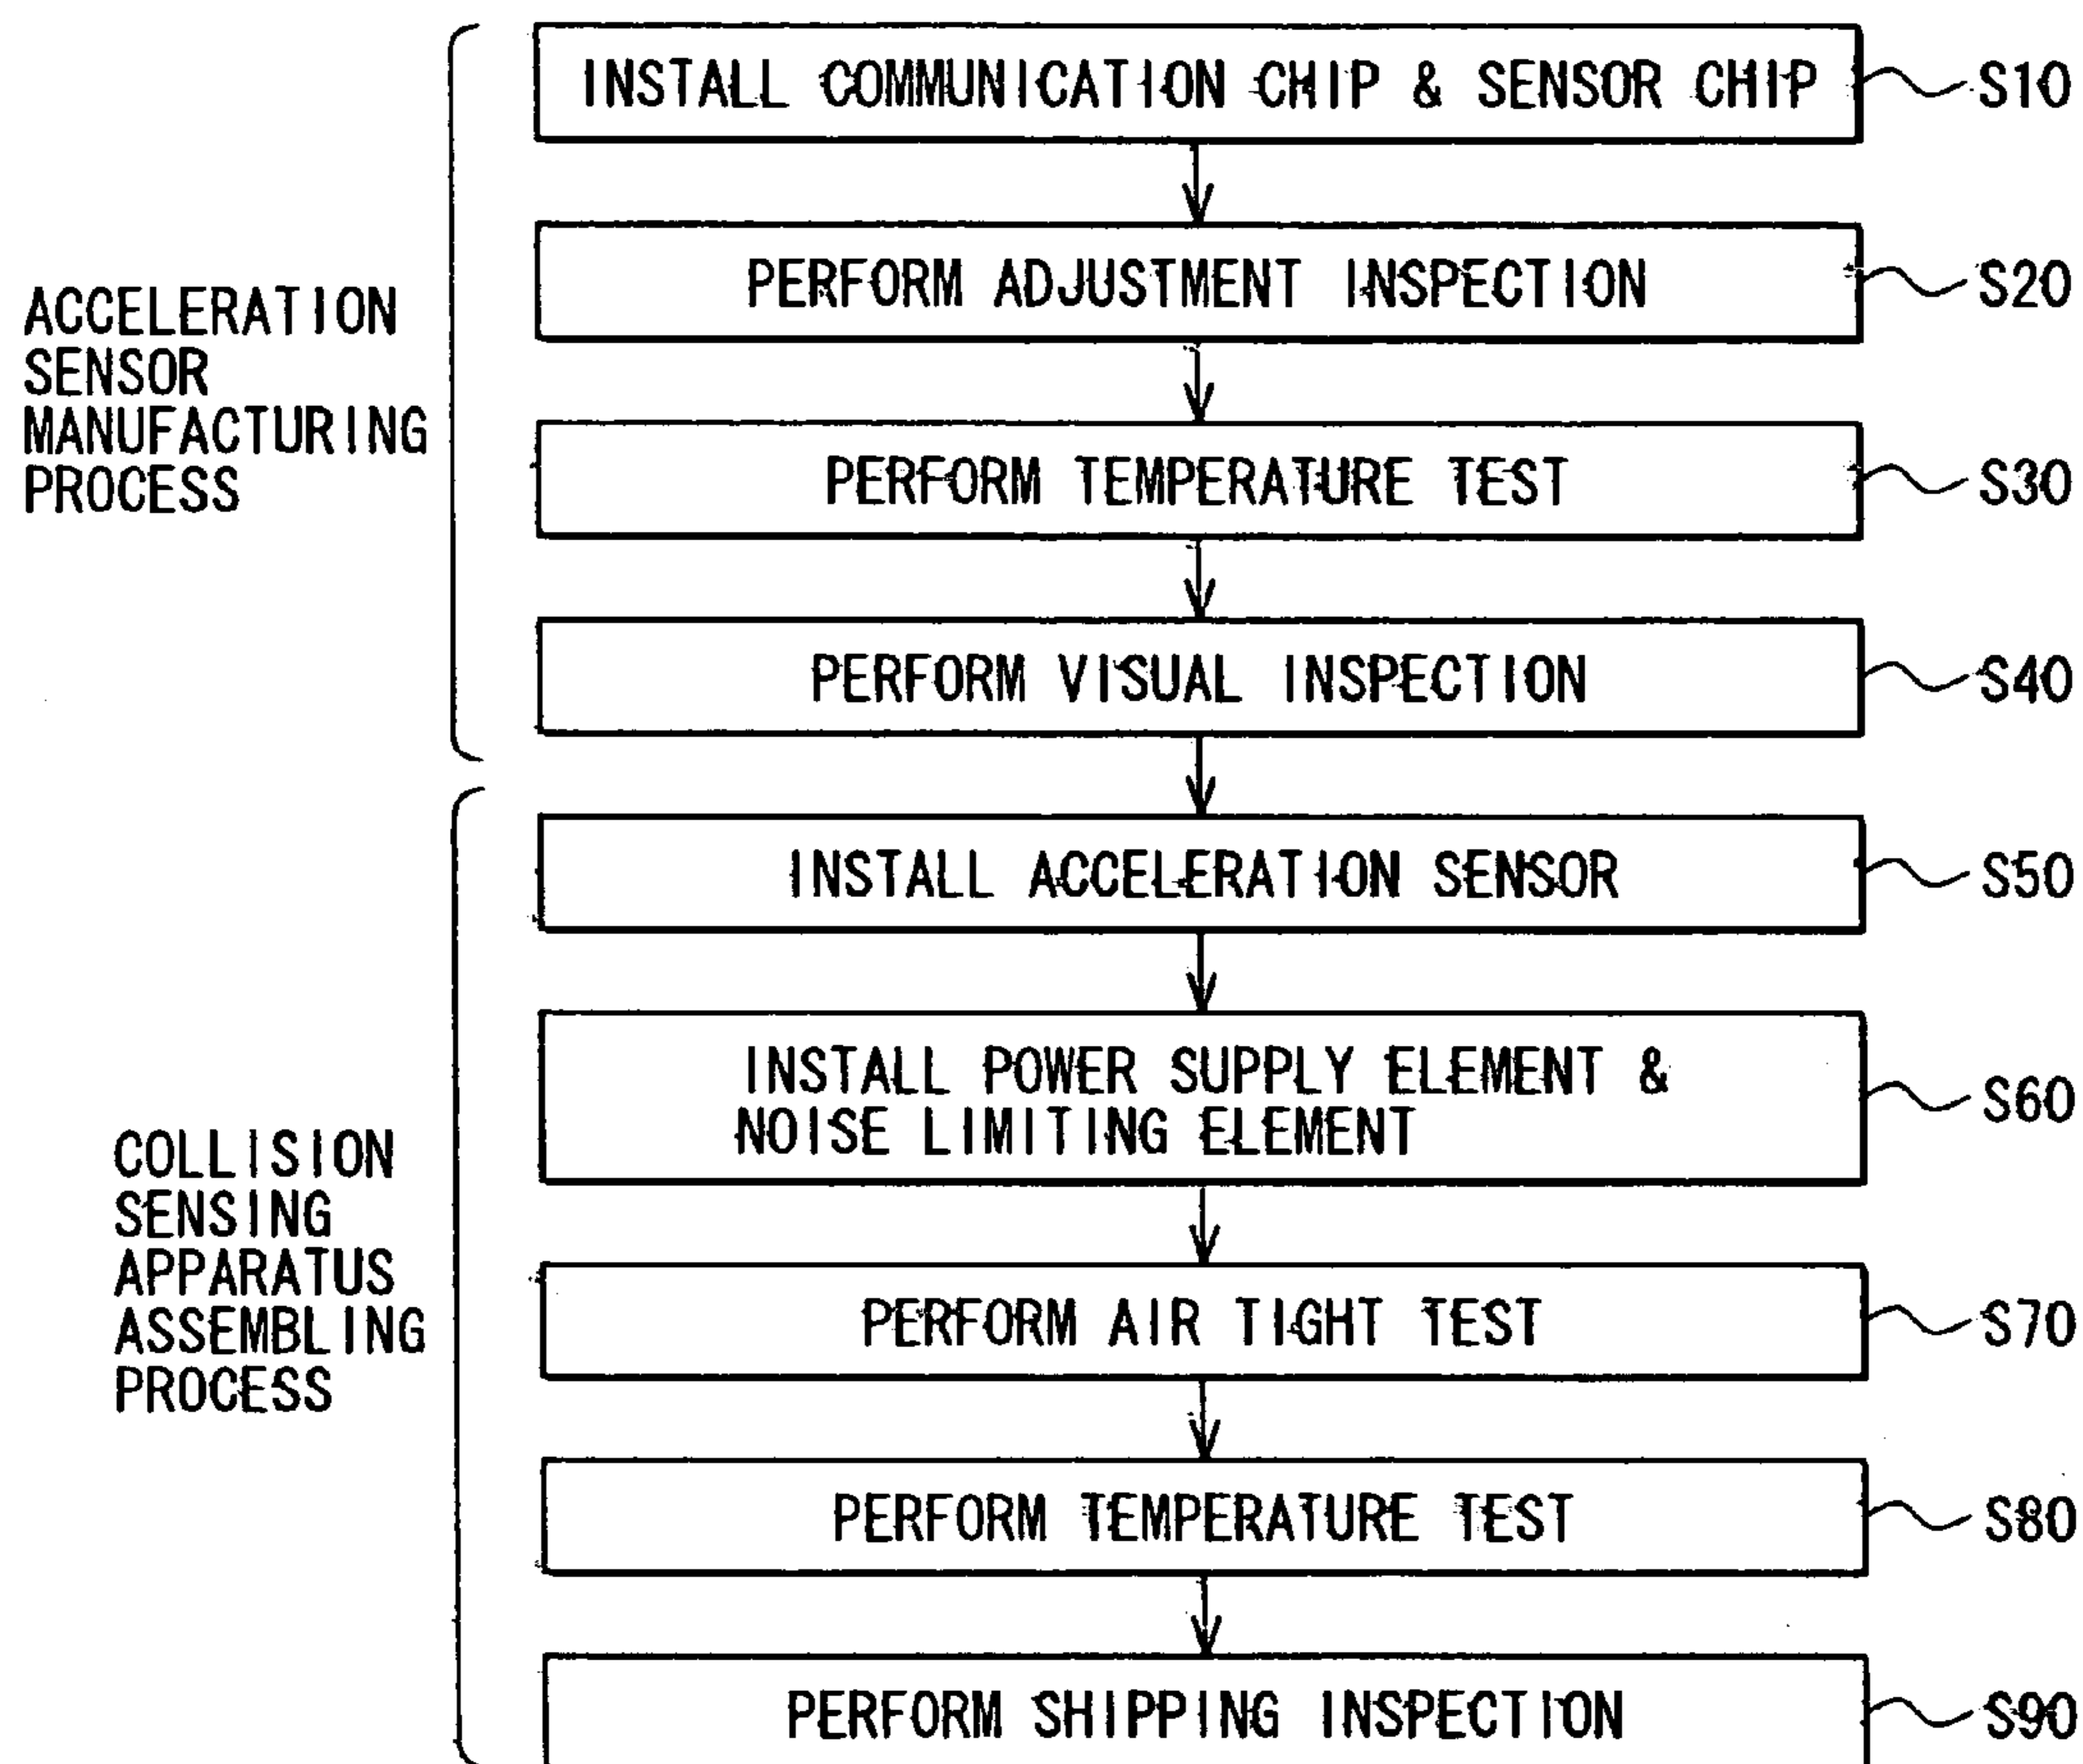 INSTALL COMMUNICATION CHIP & SENSOR CHIP
S10
PERFORM ADJUSTMENT INSPECTION
S20
ACCELERATION
SENSOR
MANUFACTURING
PROCESS
PERFORM TEMPERATURE TEST
S30
PERFORM VISUAL INSPECTION
S40
INSTALL ACCELERATION SENSOR
S50
INSTALL POWER SUPPLY ELEMENT &
NOISE LIMITING ELEMENT
S60
COLLISION
SENSING
APPARATUS
ASSEMBLING
PROCESS
PERFORM AIR TIGHT TEST
S70
PERFORM TEMPERATURE TEST
S80
PERFORM SHIPPING INSPECTION
S90